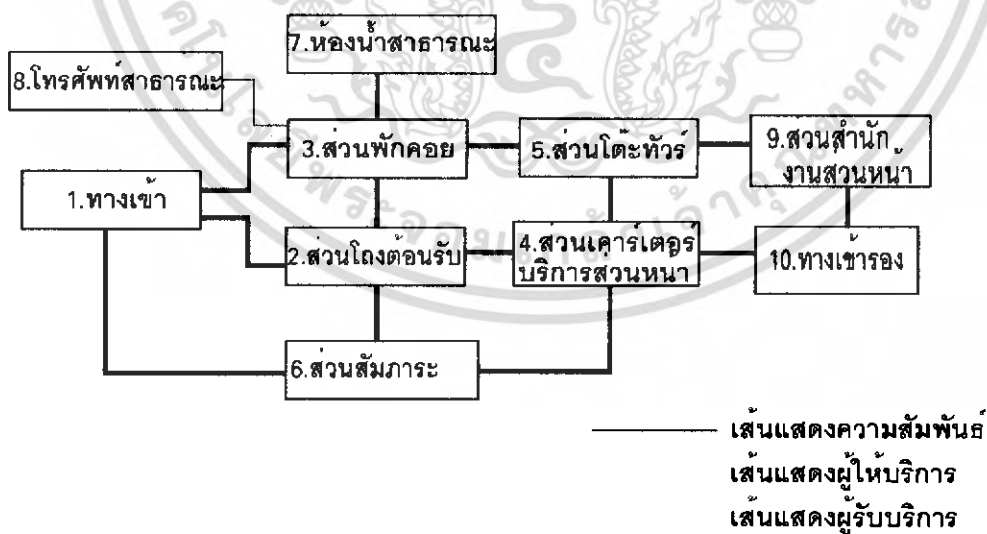 7.ห้องน้ำสาธารณะ
8.โทรศัพท์สาธารณะ
3.ส่วนพักคอย
5.ส่วนโต๊ะทัวร์
9.ส่วนสำนัก
งานส่วนหน้า
1.ทางเข้า
2.ส่วนโถงต้อนรับ
4.ส่วนเคาร์เตอร์
บริการส่วนหน้า
10.ทางเข้ารอง
6.ส่วนสัมภาระ
เส้นแสดงความสัมพันธ์
เส้นแสดงผู้ให้บริการ
เส้นแสดงผู้รับบริการ